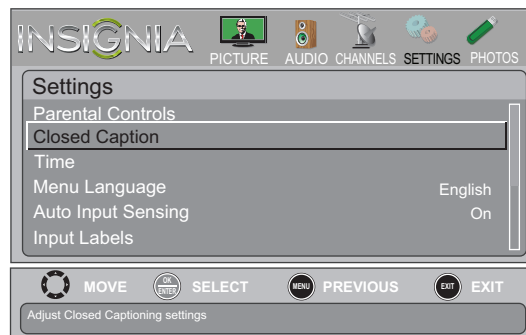 INSIGNIA
PICTURE AUDIO CHANNELS SETTINGS PHOTOS
Settings
Parental Controls
Closed Caption
Time
Menu Language English
Auto Input Sensing On
Input Labels
MOVE OK ENTER SELECT MENU PREVIOUS EXIT EXIT
Adjust Closed Captioning settings